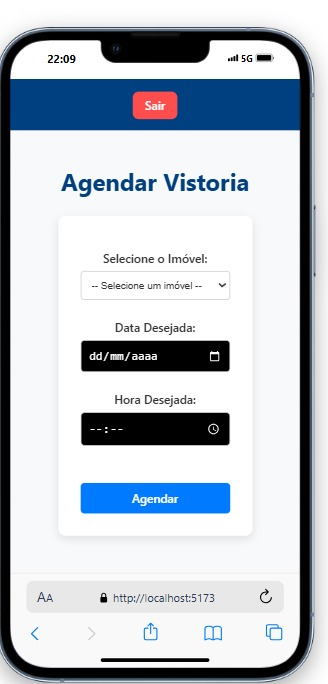 22:09
5G
Sair
Agendar Vistoria
Selecione o Imóvel:
-- Selecione um imóvel --
Data Desejada:
dd/mm/aaaa
Hora Desejada:
--:--
Agendar
AA
http://localhost:5173